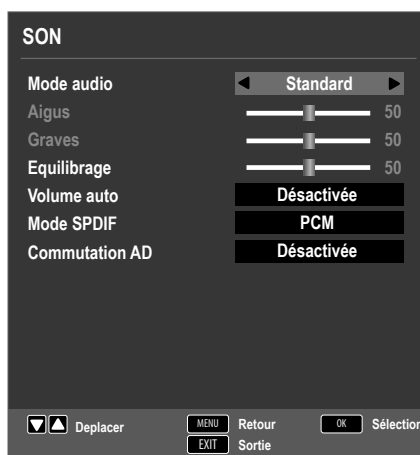 SON
Mode audio Standard
Aigus 50
Graves 50
Equilibrage 50
Volume auto Désactivée
Mode SPDIF PCM
Commutation AD Désactivée
Deplacer MENU Retour OK Sélection
EXIT Sortie